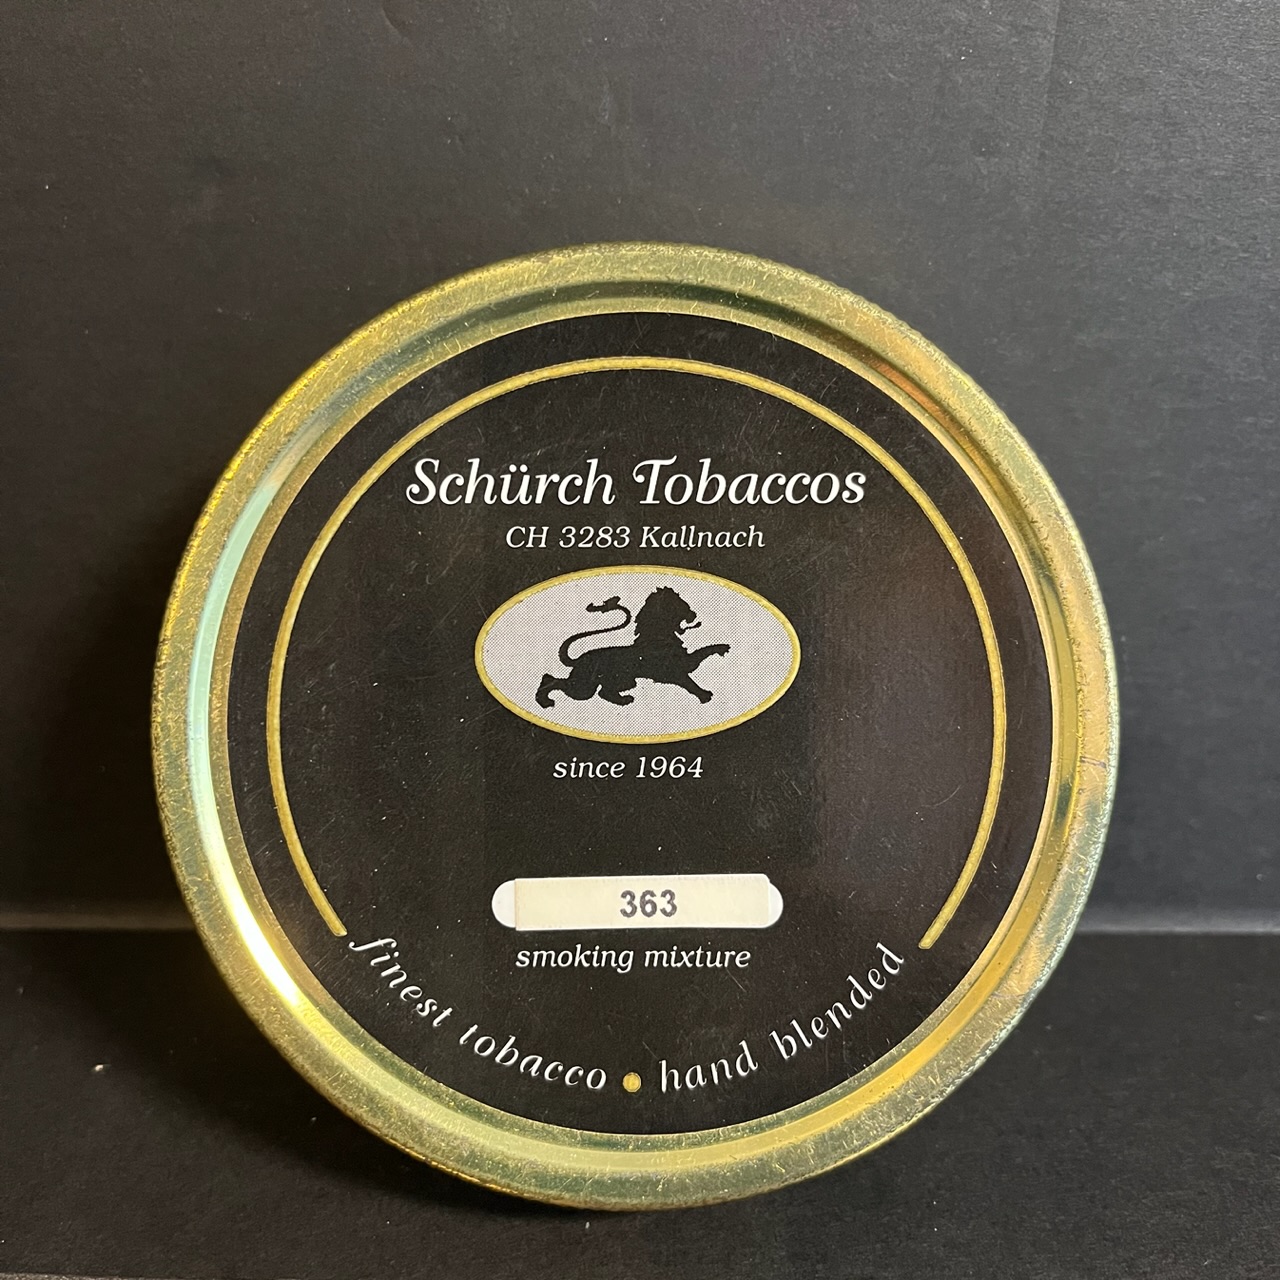 Schürch Tobaccos
CH 3283 Kallnach
since 1964
363
smoking mixture
finest tobacco • hand blended